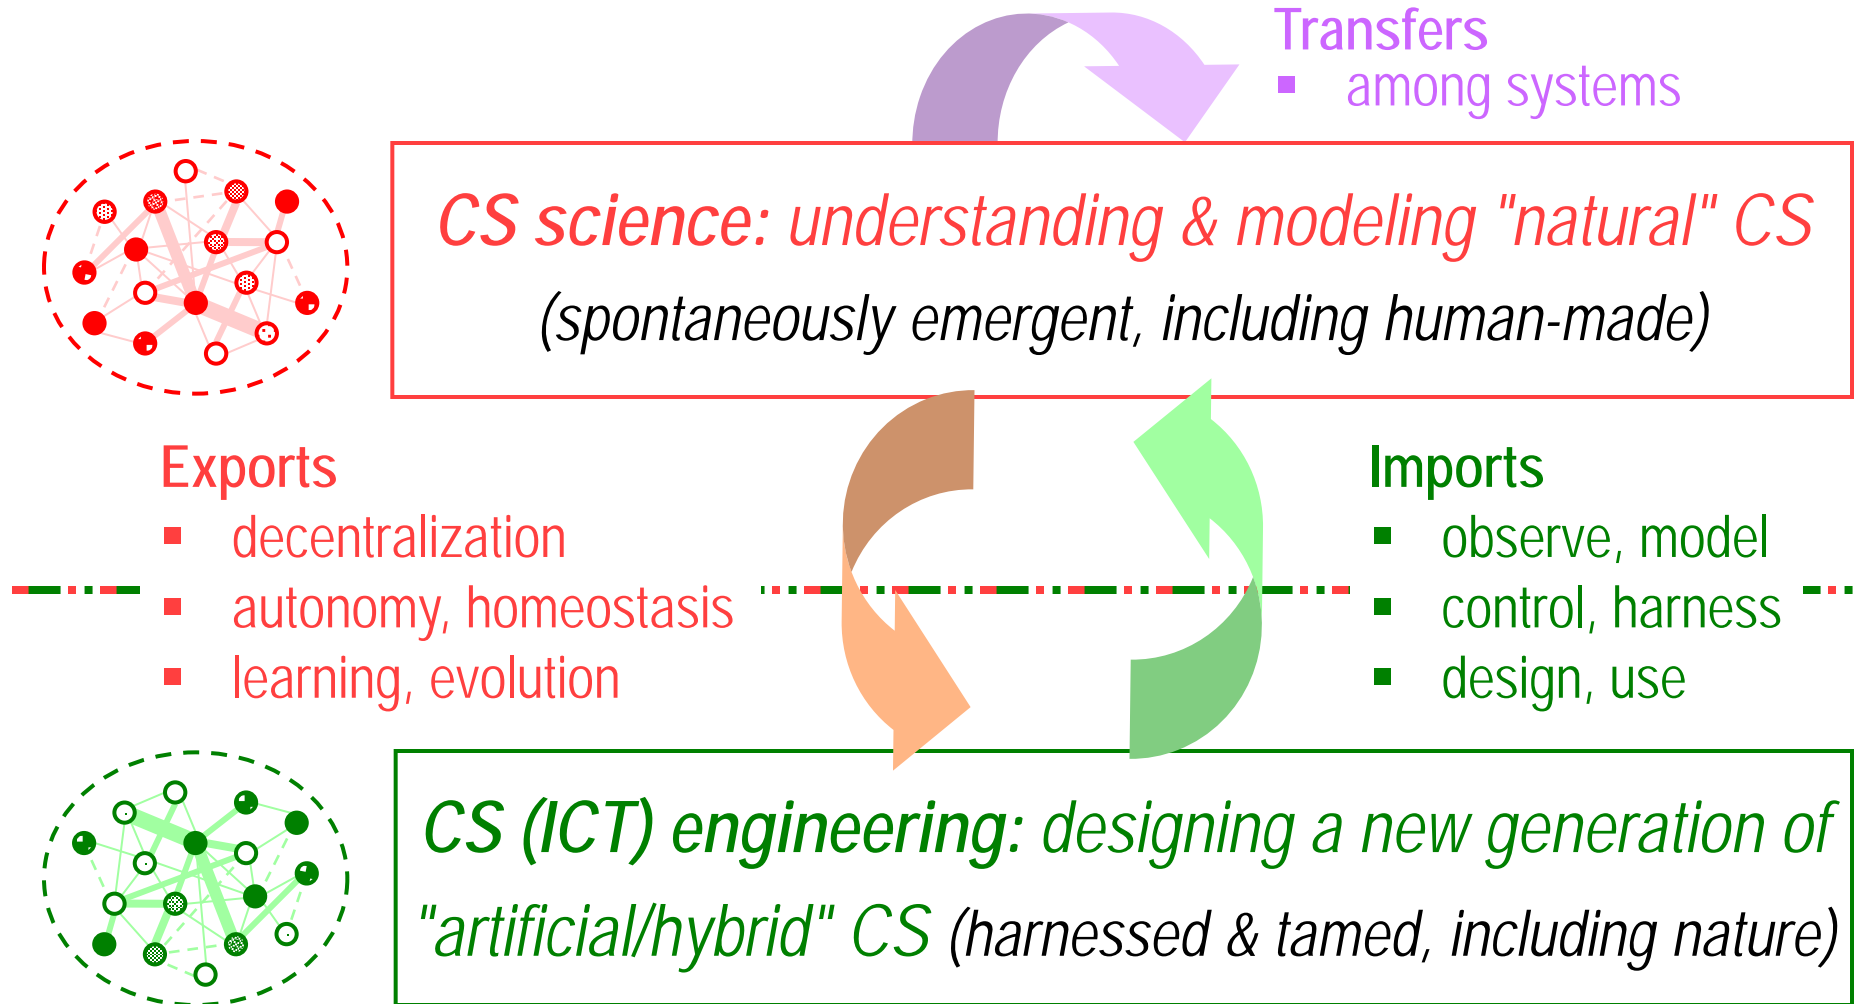 Transfers
▪ among systems
CS science: understanding & modeling "natural" CS
(spontaneously emergent, including human-made)
Exports
▪ decentralization
▪ autonomy, homeostasis
▪ learning, evolution
Imports
▪ observe, model
▪ control, harness
▪ design, use
CS (ICT) engineering: designing a new generation of
"artificial/hybrid" CS (harnessed & tamed, including nature)